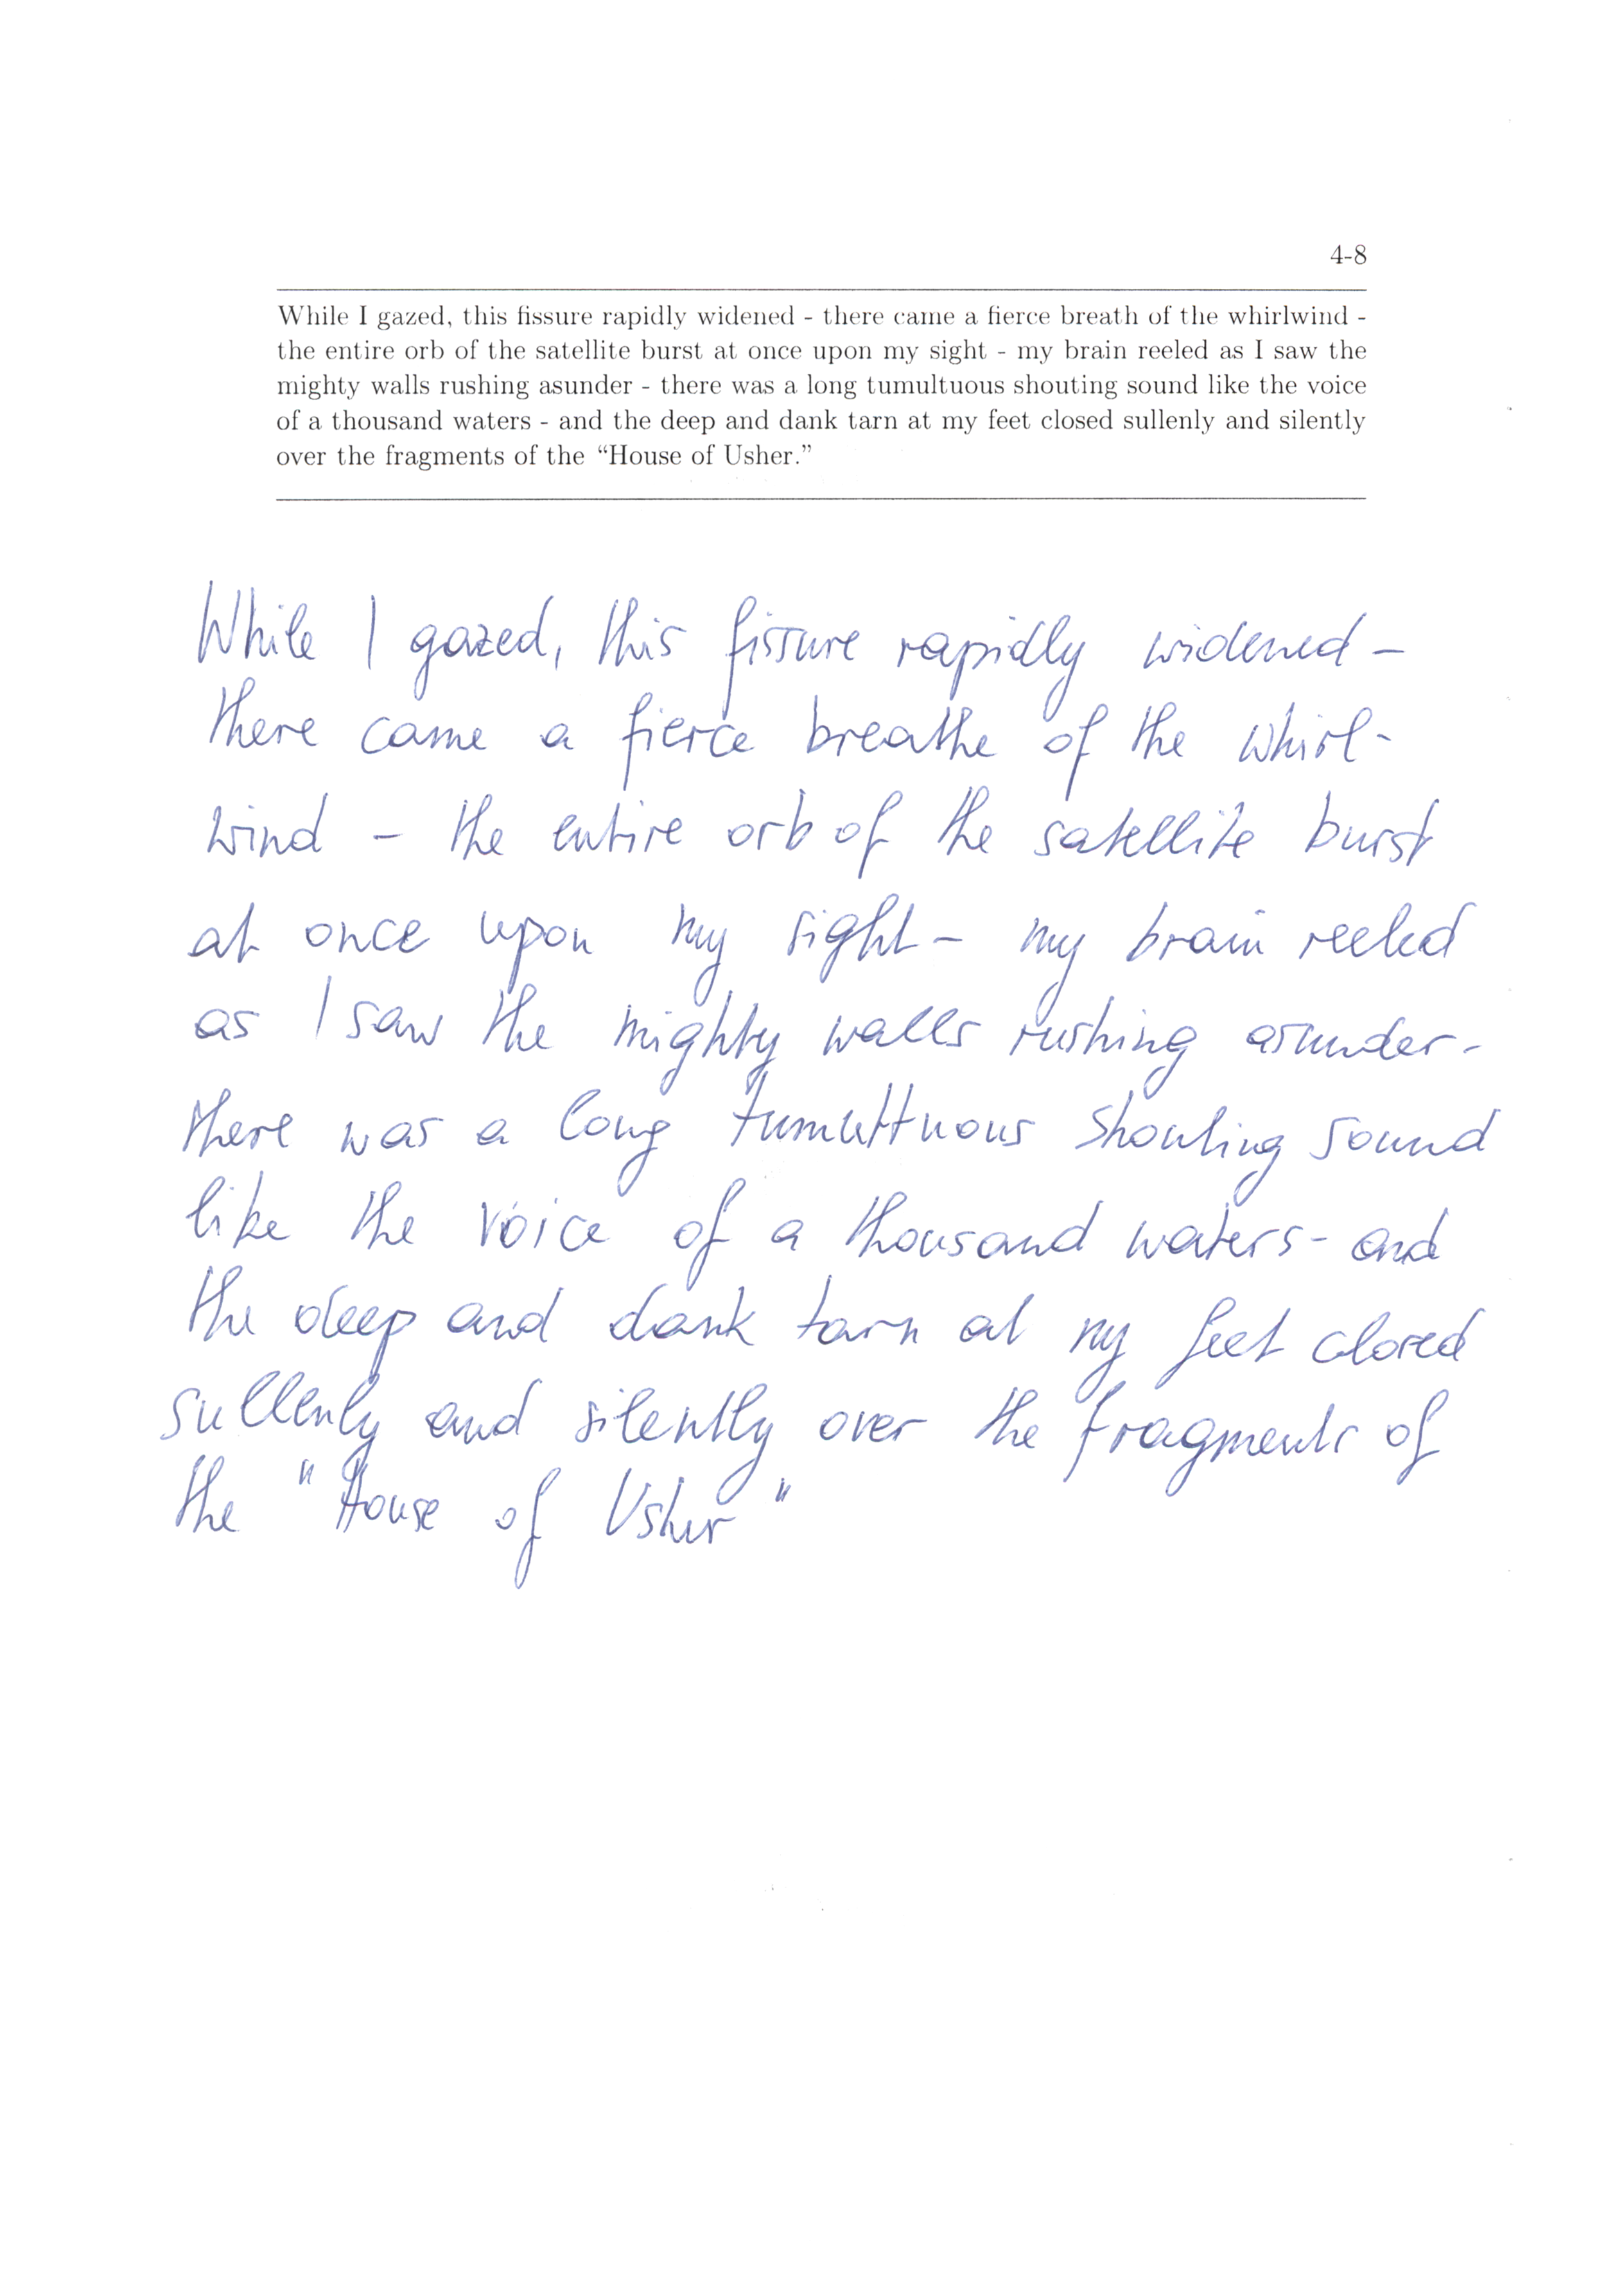 4-8
While I gazed, this fissure rapidly widened - there came a fierce breath of the whirlwind -
the entire orb of the satellite burst at once upon my sight - my brain reeled as I saw the
mighty walls rushing asunder - there was a long tumultuous shouting sound like the voice
of a thousand waters - and the deep and dank tarn at my feet closed sullenly and silently
over the fragments of the “House of Usher.”
While I gazed, this fissure rapidly widened -
there came a fierce breathe of the whirl-
wind - the entire orb of the satellite burst
at once upon my sight - my brain reeled
as I saw the mighty walls rushing asunder -
there was a long tumulttuous shouting sound
like the voice of a thousand waters - and
the deep and dank tarn at my feet closed
sullenly and silently over the fragments of
the "House of Usher"